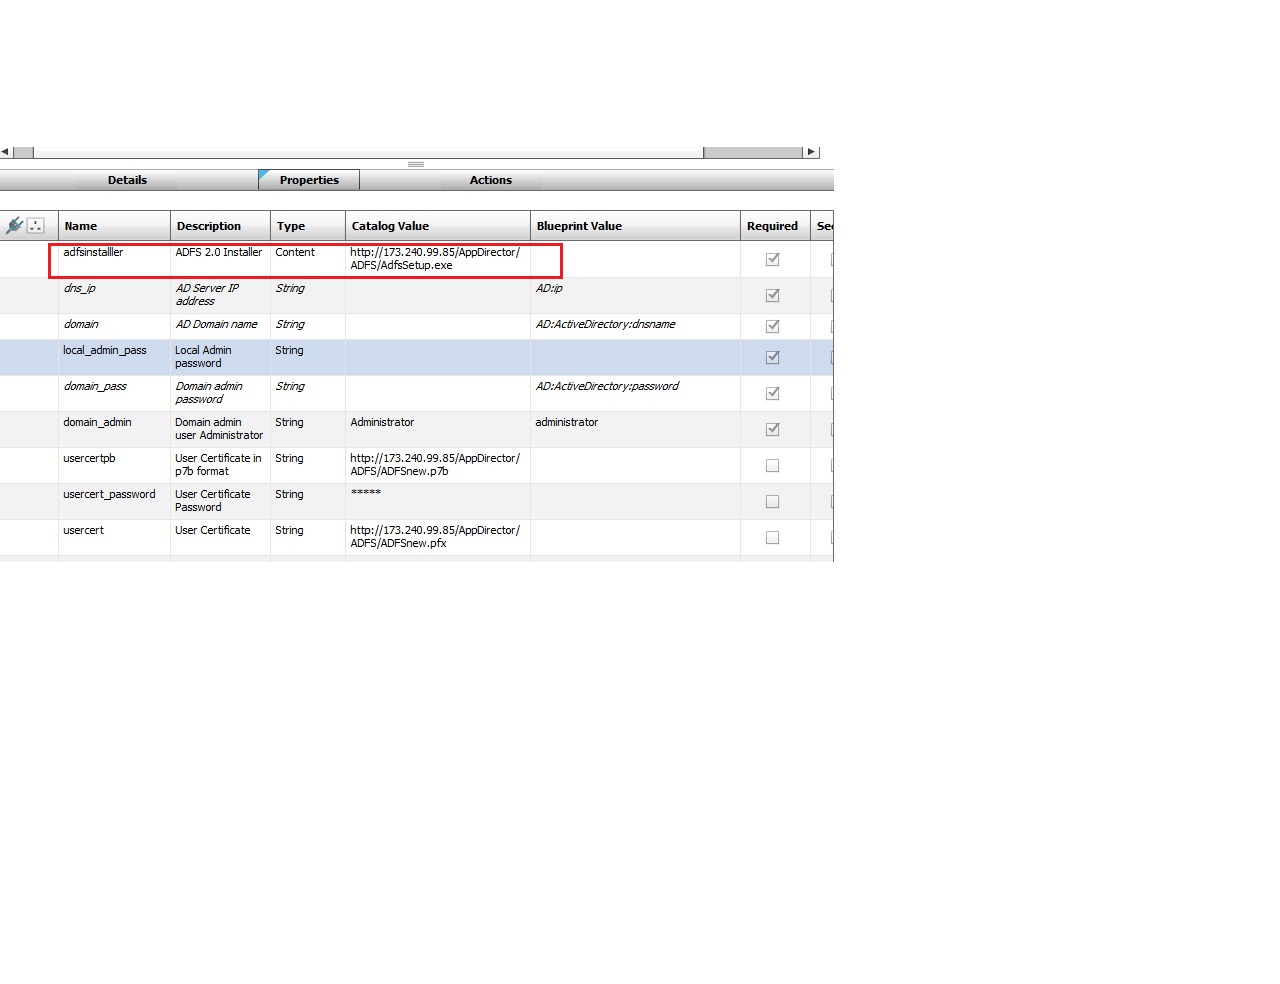 Details Properties Actions
Name Description Type Catalog Value Blueprint Value Required Sec
adfsinstalller ADFS 2.0 Installer Content http://173.240.99.85/AppDirector/
ADFS/AdfsSetup.exe
dns_ip AD Server IP String AD:ip
address
domain AD Domain name String AD:ActiveDirectory:dnsname
local_admin_pass Local Admin String
password
domain_pass Domain admin String AD:ActiveDirectory:password
password
domain_admin Domain admin String Administrator administrator
user Administrator
usercertpb User Certificate in String http://173.240.99.85/AppDirector/
p7b format ADFS/ADFSnew.p7b
usercert_password User Certificate String *****
Password
usercert User Certificate String http://173.240.99.85/AppDirector/
ADFS/ADFSnew.pfx